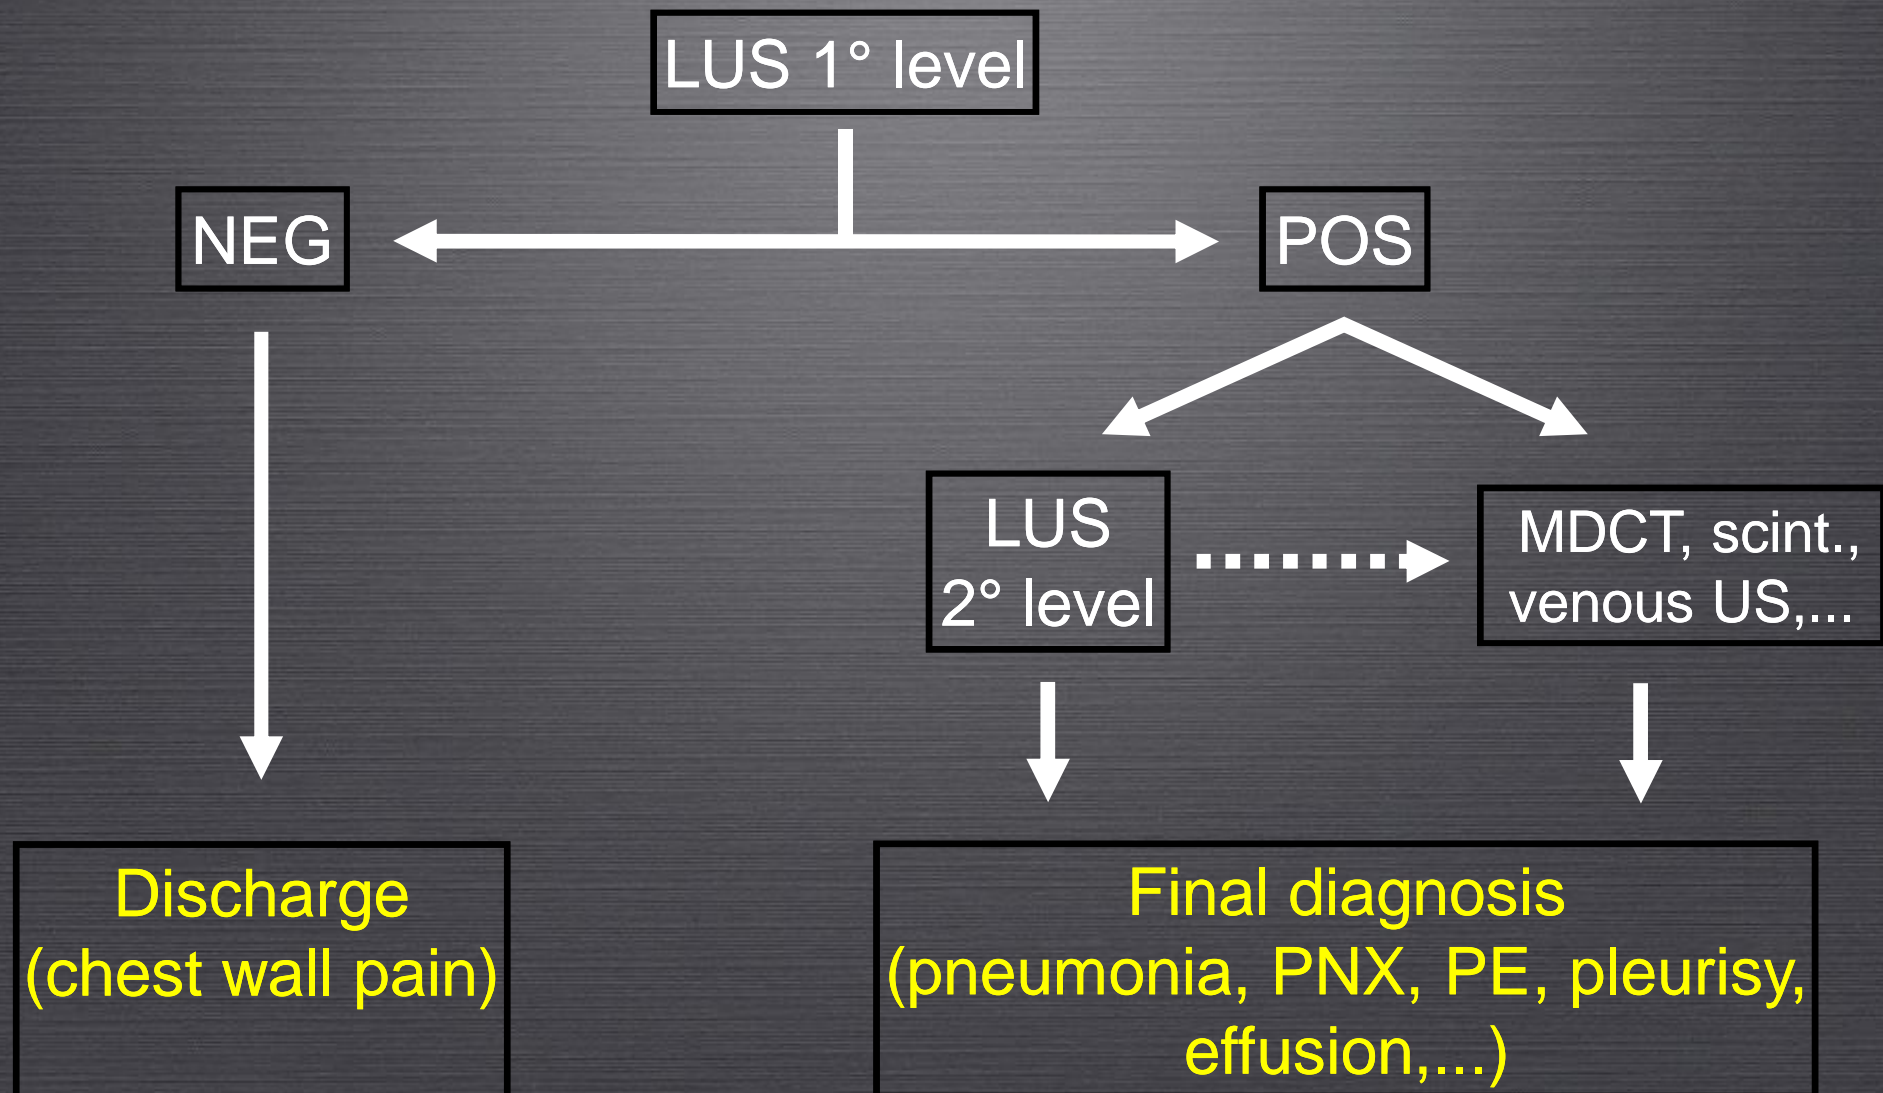 LUS 1° level
NEG
POS
LUS
2° level
MDCT, scint.,
venous US,...
Discharge
(chest wall pain)
Final diagnosis
(pneumonia, PNX, PE, pleurisy,
effusion,...)